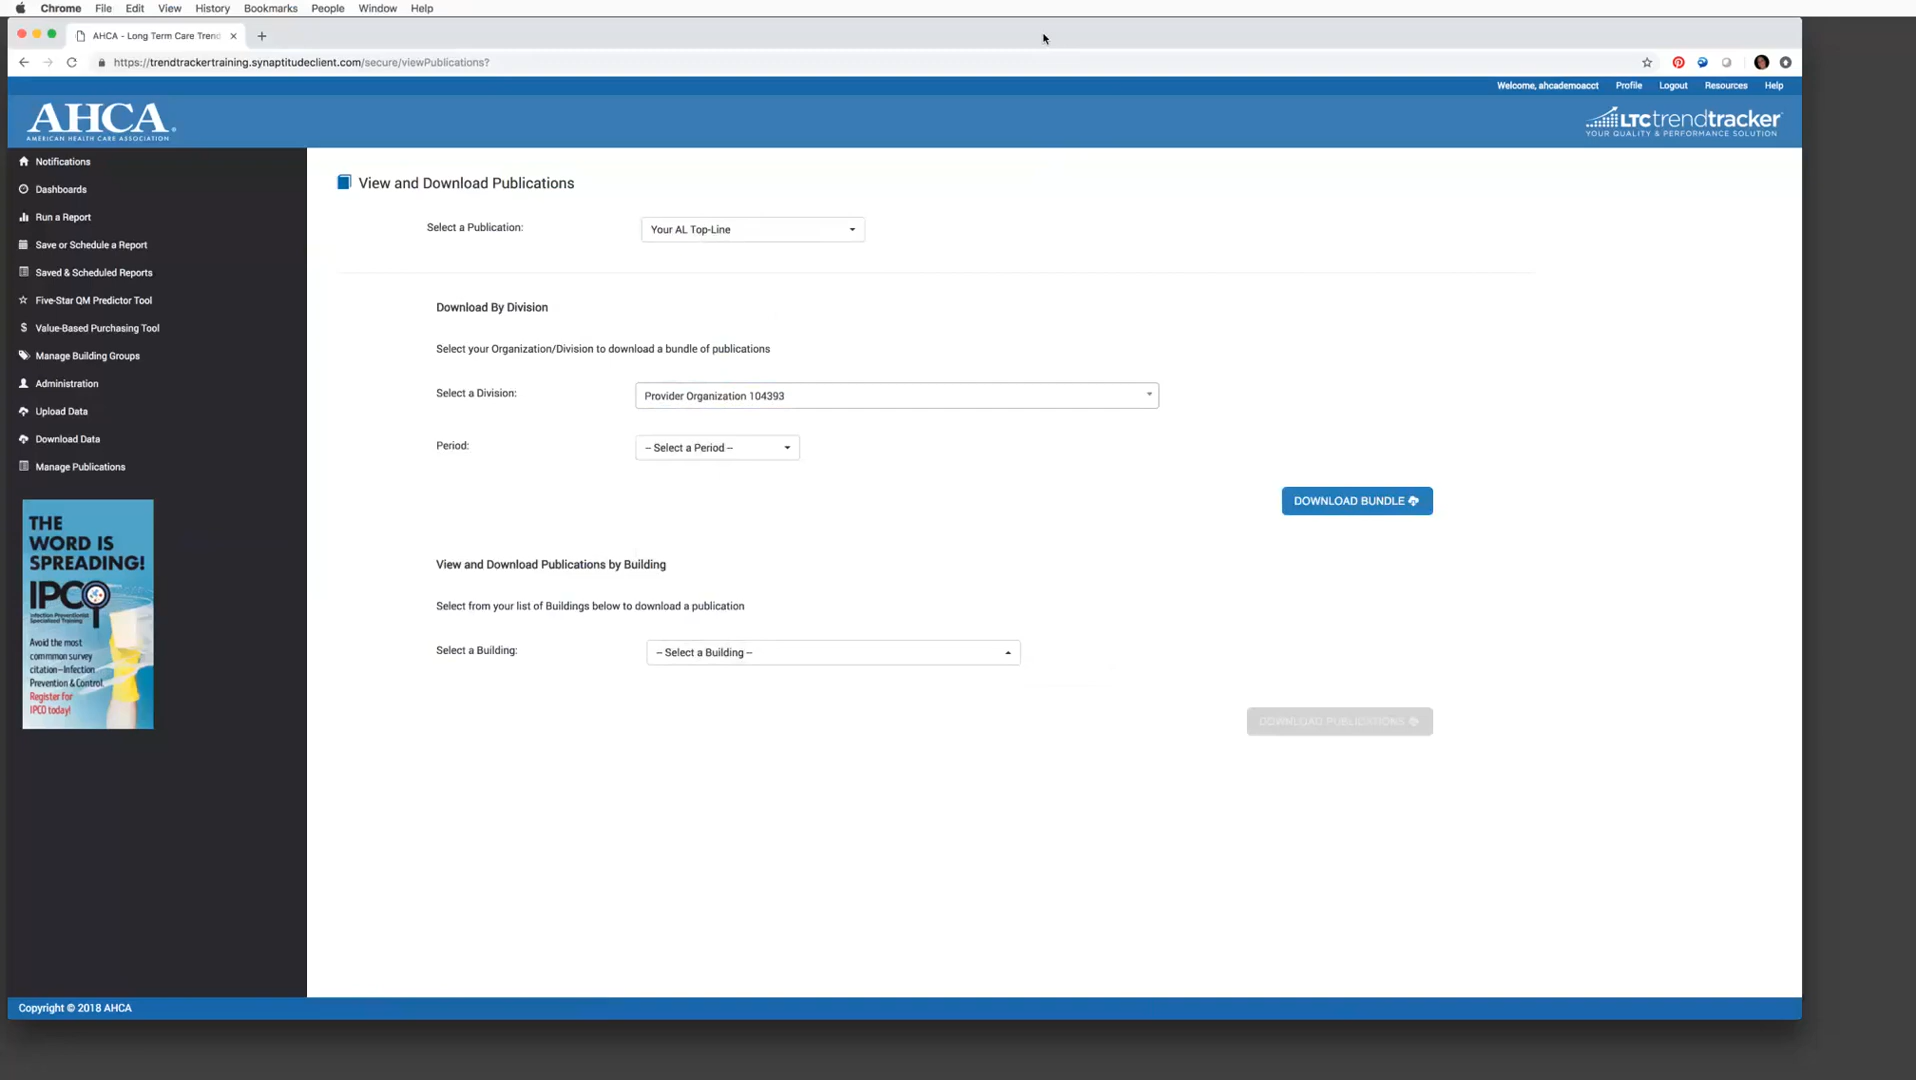 Chrome File Edit View History Bookmarks People Window Help
AHCA - Long Term Care Trend
https://trendtrackertraining.synaptitudeclient.com/secure/viewPublications?
Welcome, ahcademoacct Profile Logout Resources Help
AHCA
AMERICAN HEALTH CARE ASSOCIATION
LTC trendtracker
YOUR QUALITY & PERFORMANCE SOLUTION
Notifications
Dashboards
Run a Report
Save or Schedule a Report
Saved & Scheduled Reports
Five-Star QM Predictor Tool
Value-Based Purchasing Tool
Manage Building Groups
Administration
Upload Data
Download Data
Manage Publications
THE
WORD IS
SPREADING!
IPCO
Infection Preventionist
Specialized Training
Avoid the most
commmon survey
citation—Infection
Prevention & Control.
Register for
IPCO today!
View and Download Publications
Select a Publication: Your AL Top-Line
Download By Division
Select your Organization/Division to download a bundle of publications
Select a Division: Provider Organization 104393
Period: -- Select a Period --
DOWNLOAD BUNDLE
View and Download Publications by Building
Select from your list of Buildings below to download a publication
Select a Building: -- Select a Building --
DOWNLOAD PUBLICATIONS
Copyright © 2018 AHCA